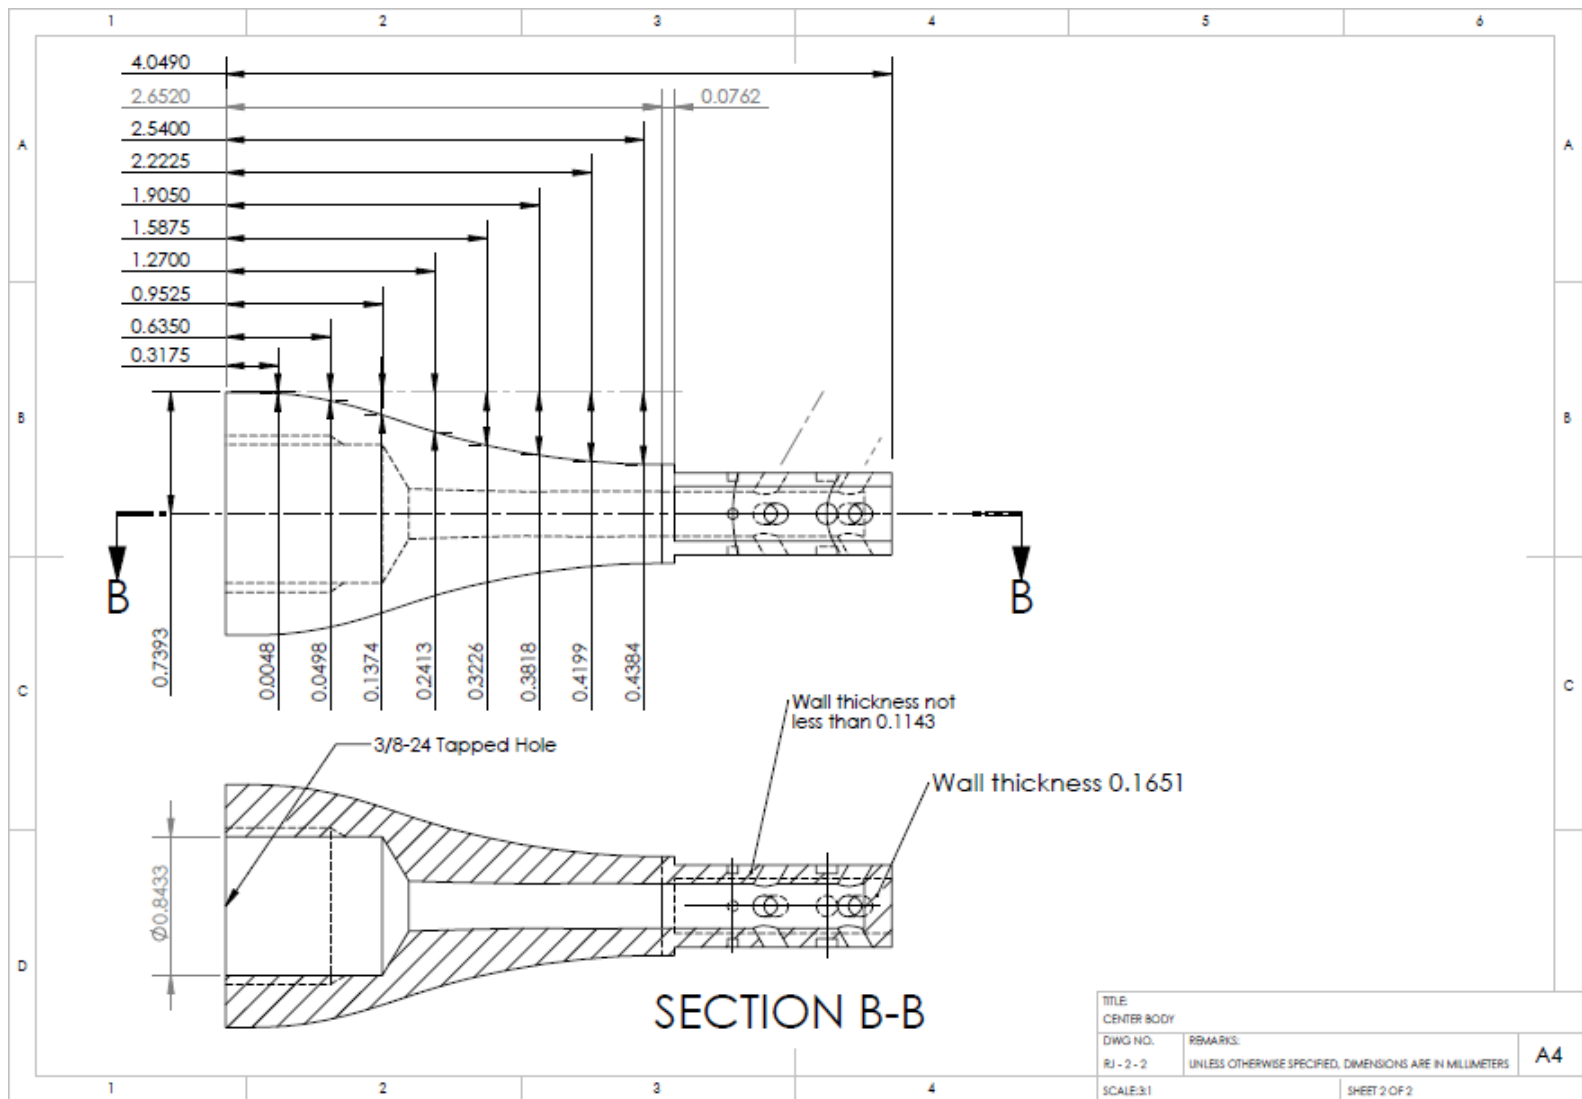 1 2 3 4 5 6
4.0490
2.6520 0.0762
2.5400
A A
2.2225
1.9050
1.5875
1.2700
0.9525
0.6350
0.3175
B B
B B
0.7393 0.0048 0.0498 0.1374 0.2413 0.3226 0.3818 0.4199 0.4384
C C
Wall thickness not
less than 0.1143
3/8-24 Tapped Hole
Wall thickness 0.1651
Ø0.8433
D
SECTION B-B
TITLE:
CENTER BODY
DWG NO. REMARKS:
RJ - 2 - 2 UNLESS OTHERWISE SPECIFIED, DIMENSIONS ARE IN MILLIMETERS A4
SCALE:3:1 SHEET 2 OF 2
1 2 3 4